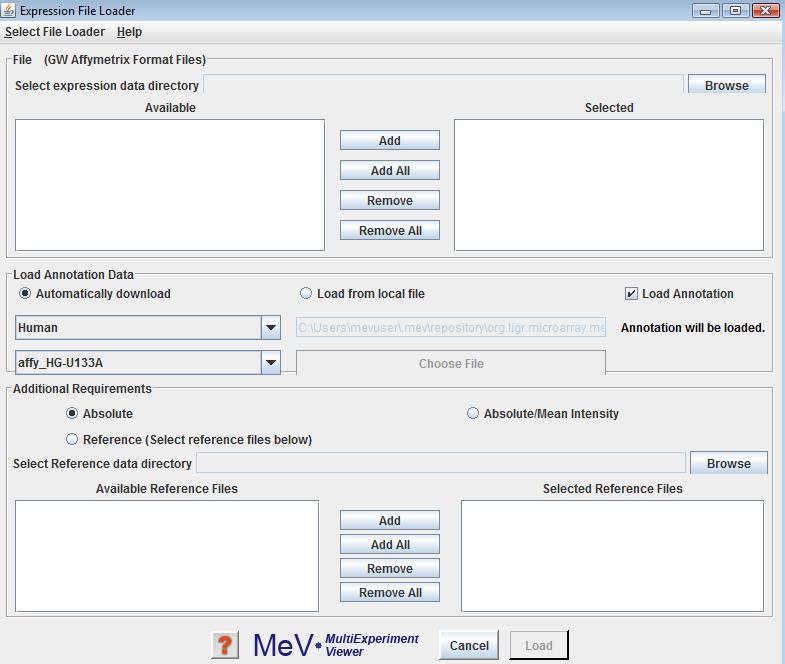 Expression File Loader
Select File Loader Help
File (GW Affymetrix Format Files)
Select expression data directory Browse
Available Selected
Add
Add All
Remove
Remove All
Load Annotation Data
Automatically download Load from local file Load Annotation
Human C:\Users\mevuser\.mev\repository\org.tigr.microarray.me Annotation will be loaded.
affy_HG-U133A Choose File
Additional Requirements
Absolute Absolute/Mean Intensity
Reference (Select reference files below)
Select Reference data directory Browse
Available Reference Files Selected Reference Files
Add
Add All
Remove
Remove All
? MeV MultiExperiment Viewer Cancel Load